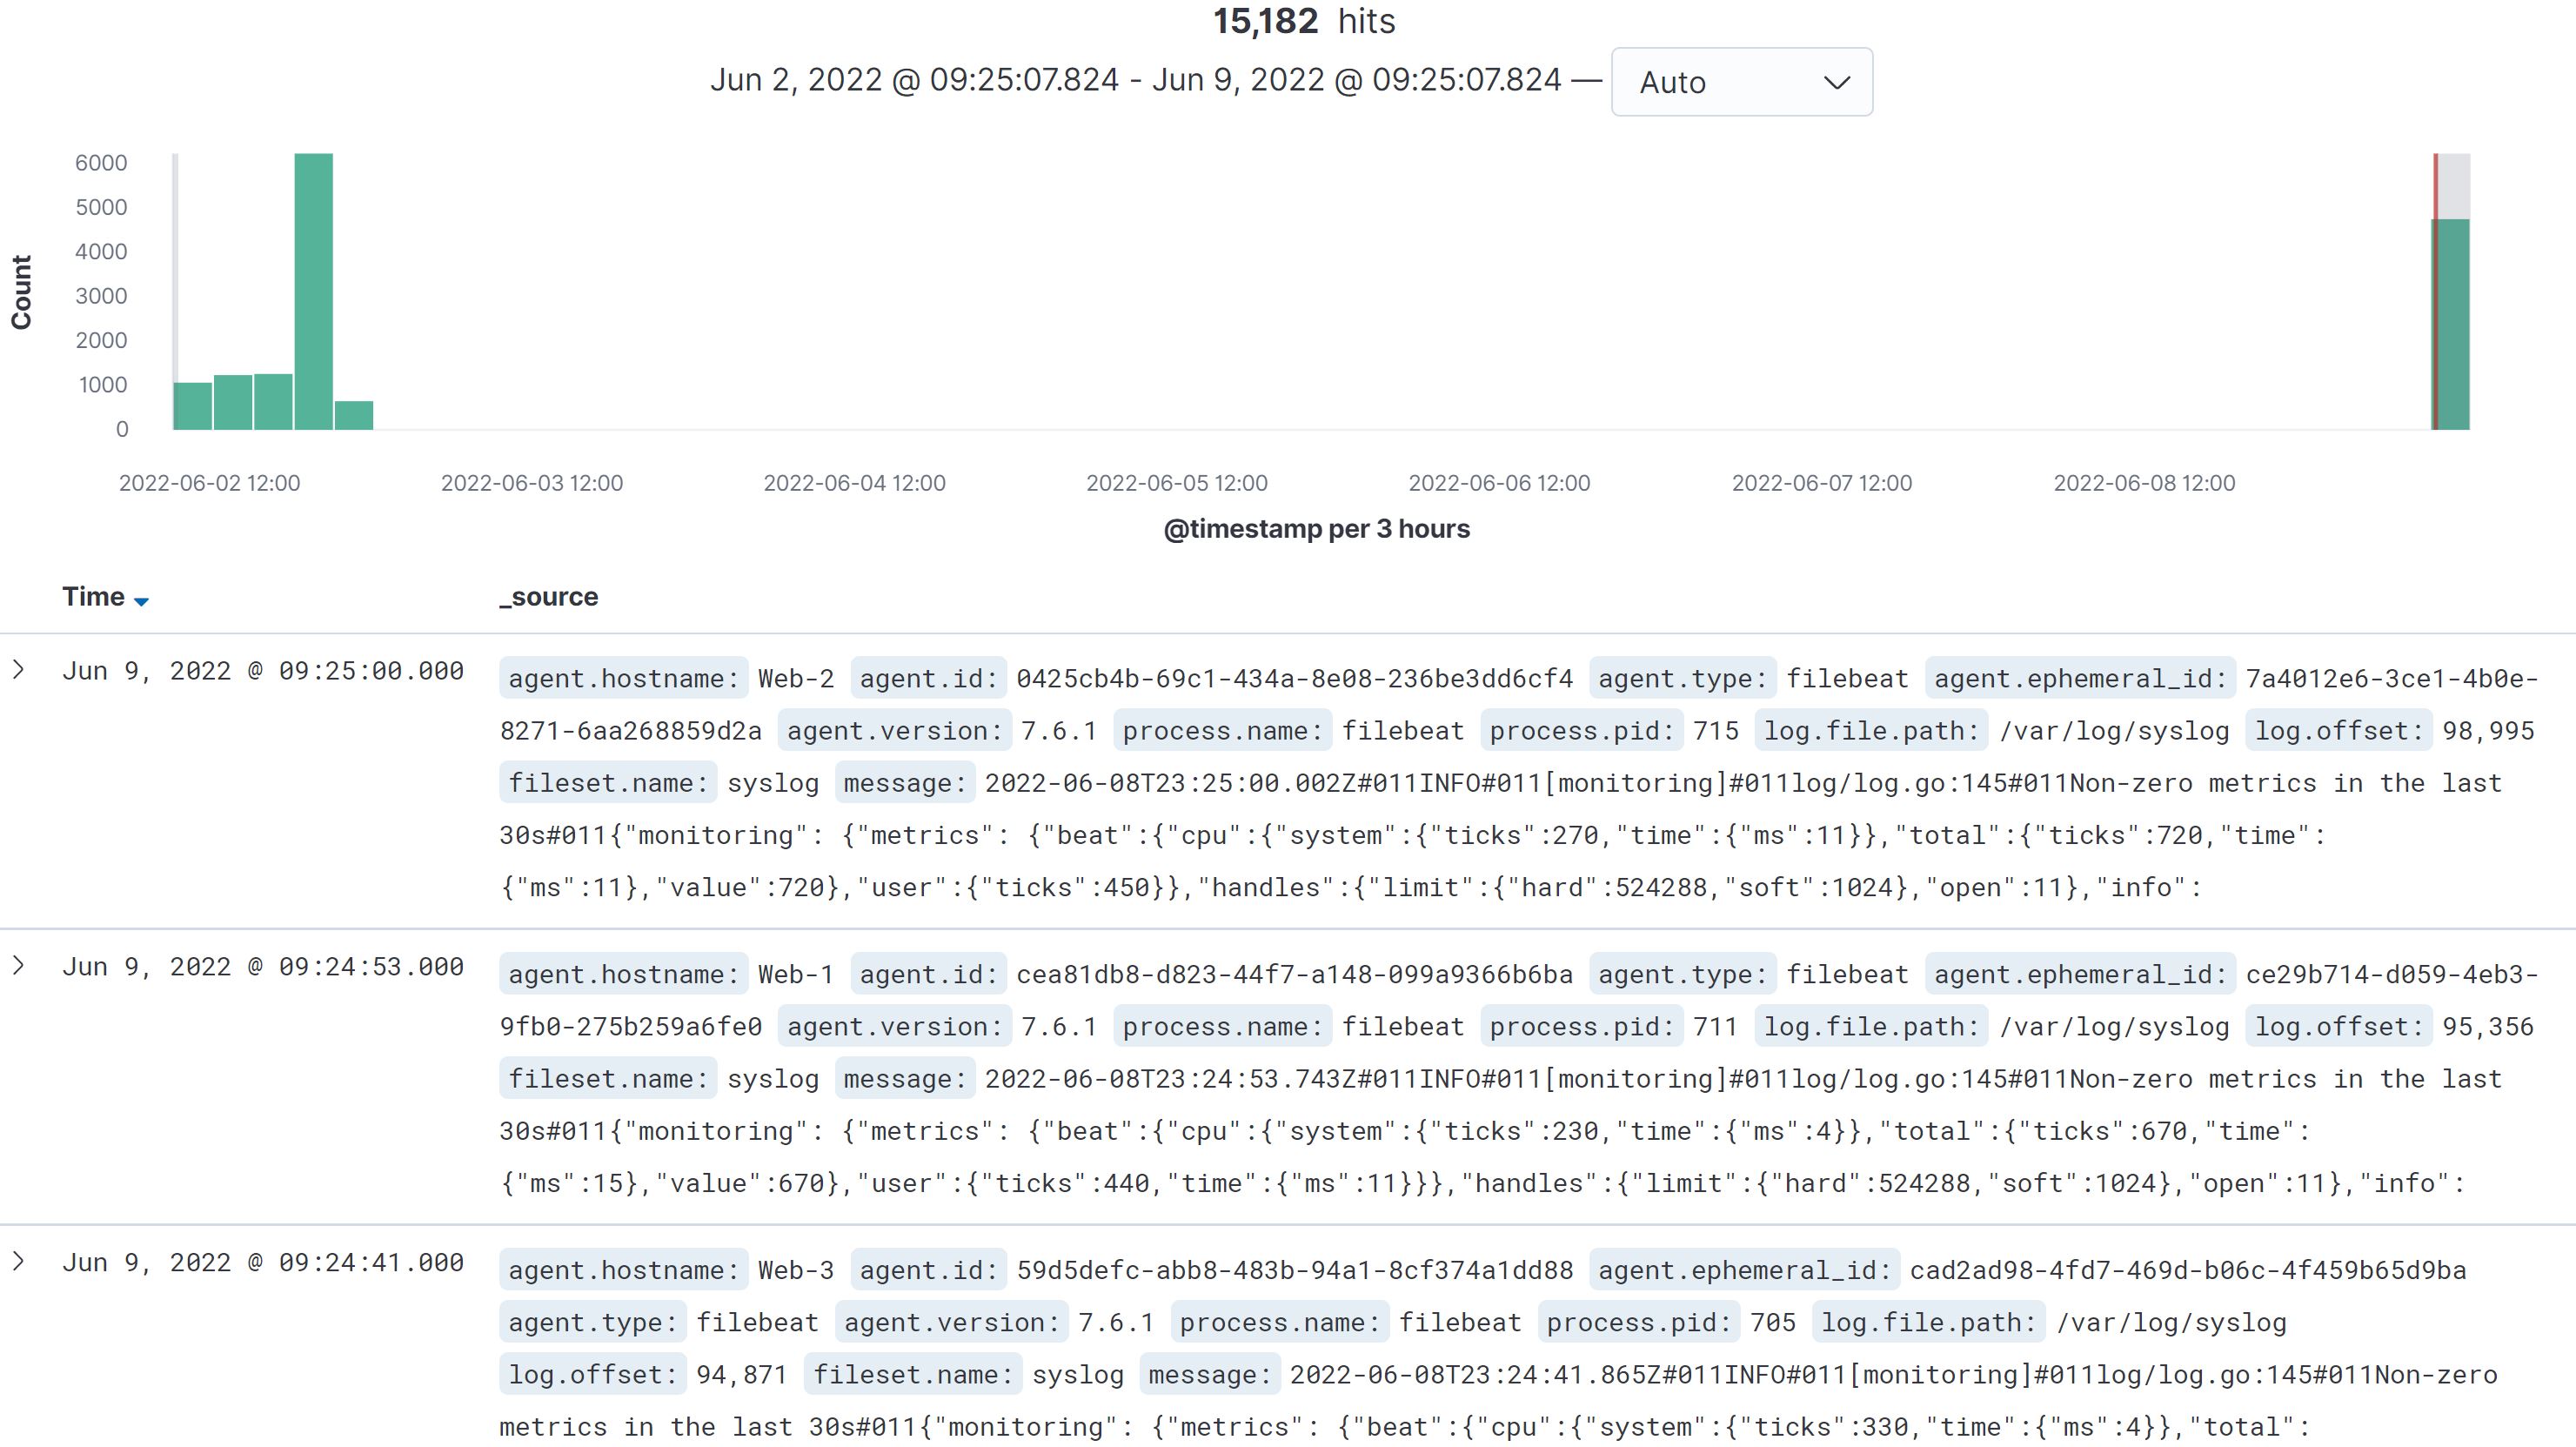 15,182 hits
Jun 2, 2022 @ 09:25:07.824 - Jun 9, 2022 @ 09:25:07.824 — Auto
6000
5000
4000
3000
2000
1000
0
Count
2022-06-02 12:00 2022-06-03 12:00 2022-06-04 12:00 2022-06-05 12:00 2022-06-06 12:00 2022-06-07 12:00 2022-06-08 12:00
@timestamp per 3 hours
Time _source
Jun 9, 2022 @ 09:25:00.000 agent.hostname: Web-2 agent.id: 0425cb4b-69c1-434a-8e08-236be3dd6cf4 agent.type: filebeat agent.ephemeral_id: 7a4012e6-3ce1-4b0e-
8271-6aa268859d2a agent.version: 7.6.1 process.name: filebeat process.pid: 715 log.file.path: /var/log/syslog log.offset: 98,995
fileset.name: syslog message: 2022-06-08T23:25:00.002Z#011INFO#011[monitoring]#011log/log.go:145#011Non-zero metrics in the last
30s#011{"monitoring": {"metrics": {"beat":{"cpu":{"system":{"ticks":270,"time":{"ms":11}},"total":{"ticks":720,"time":
{"ms":11},"value":720},"user":{"ticks":450}},"handles":{"limit":{"hard":524288,"soft":1024},"open":11},"info":
Jun 9, 2022 @ 09:24:53.000 agent.hostname: Web-1 agent.id: cea81db8-d823-44f7-a148-099a9366b6ba agent.type: filebeat agent.ephemeral_id: ce29b714-d059-4eb3-
9fb0-275b259a6fe0 agent.version: 7.6.1 process.name: filebeat process.pid: 711 log.file.path: /var/log/syslog log.offset: 95,356
fileset.name: syslog message: 2022-06-08T23:24:53.743Z#011INFO#011[monitoring]#011log/log.go:145#011Non-zero metrics in the last
30s#011{"monitoring": {"metrics": {"beat":{"cpu":{"system":{"ticks":230,"time":{"ms":4}},"total":{"ticks":670,"time":
{"ms":15},"value":670},"user":{"ticks":440,"time":{"ms":11}}},"handles":{"limit":{"hard":524288,"soft":1024},"open":11},"info":
Jun 9, 2022 @ 09:24:41.000 agent.hostname: Web-3 agent.id: 59d5defc-abb8-483b-94a1-8cf374a1dd88 agent.ephemeral_id: cad2ad98-4fd7-469d-b06c-4f459b65d9ba
agent.type: filebeat agent.version: 7.6.1 process.name: filebeat process.pid: 705 log.file.path: /var/log/syslog
log.offset: 94,871 fileset.name: syslog message: 2022-06-08T23:24:41.865Z#011INFO#011[monitoring]#011log/log.go:145#011Non-zero
metrics in the last 30s#011{"monitoring": {"metrics": {"beat":{"cpu":{"system":{"ticks":330,"time":{"ms":4}},"total":